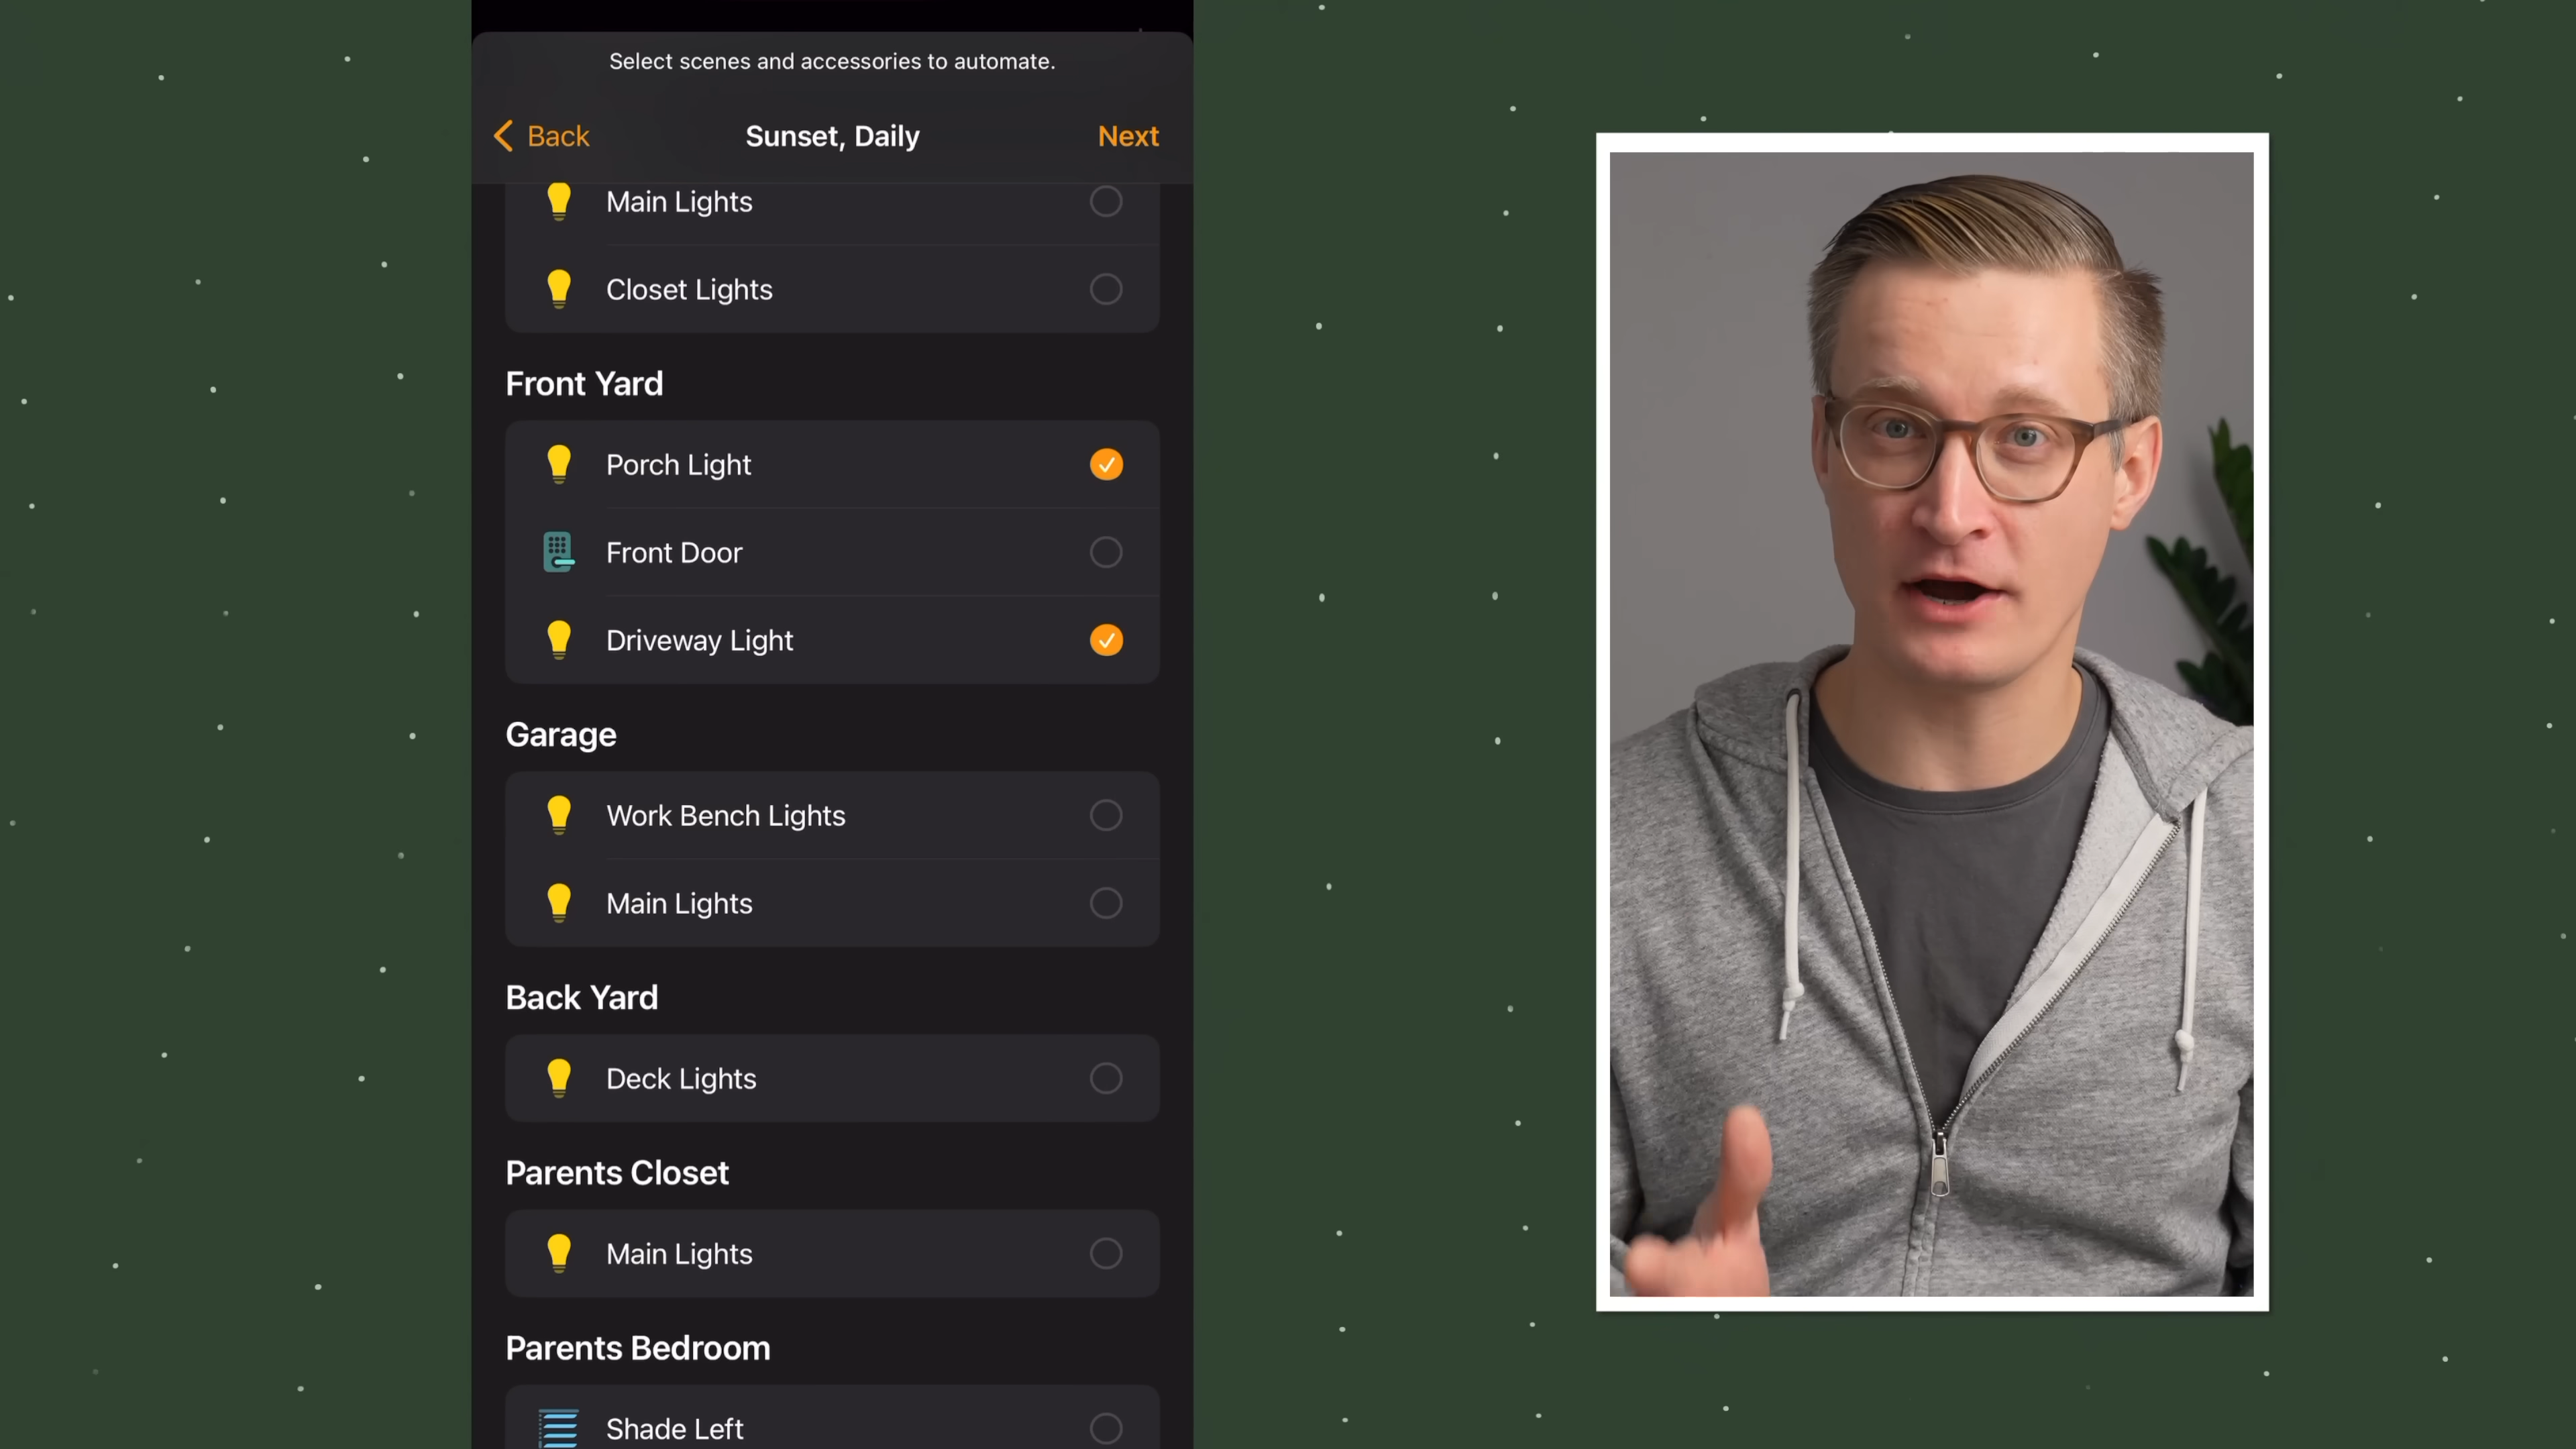 Select scenes and accessories to automate.
Back
Sunset, Daily
Next
Main Lights
Closet Lights
Front Yard
Porch Light
Front Door
Driveway Light
Garage
Work Bench Lights
Main Lights
Back Yard
Deck Lights
Parents Closet
Main Lights
Parents Bedroom
Shade Left